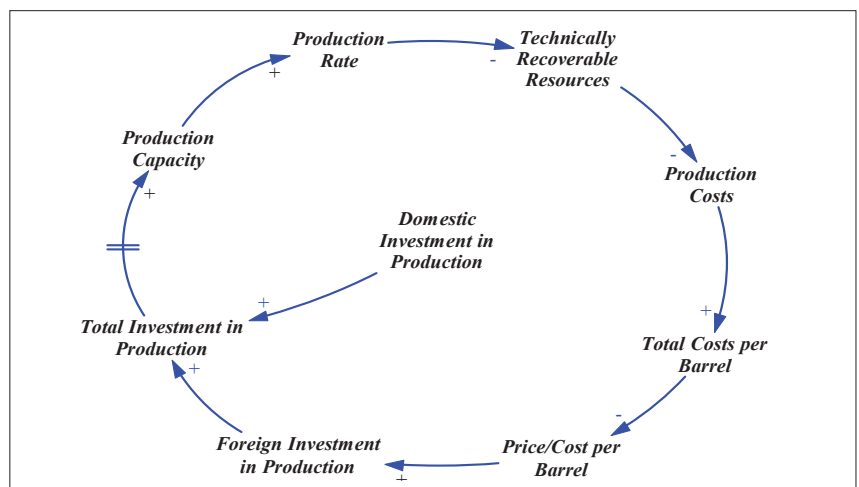 Production
Rate
+
-
Technically
Recoverable
Resources
Production
Capacity
+
-
Production
Costs
Domestic
Investment in
Production
+
+
Total Investment in
Production
+
Total Costs per
Barrel
-
Foreign Investment
in Production
+
Price/Cost per
Barrel